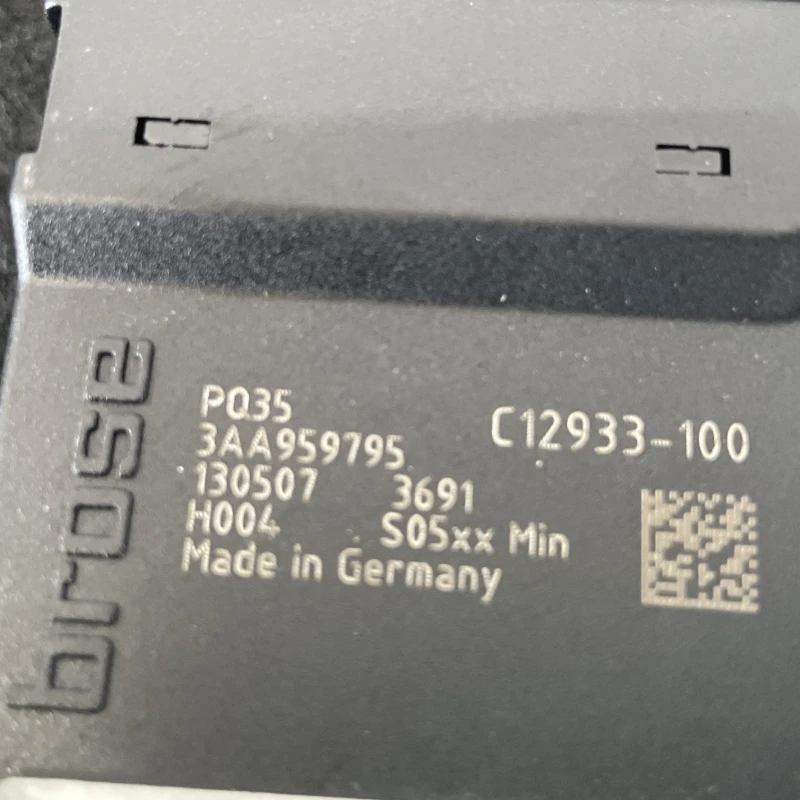 brose
PQ35
3AA959795
130507 3691
H004 S05xx Min
Made in Germany
C12933-100